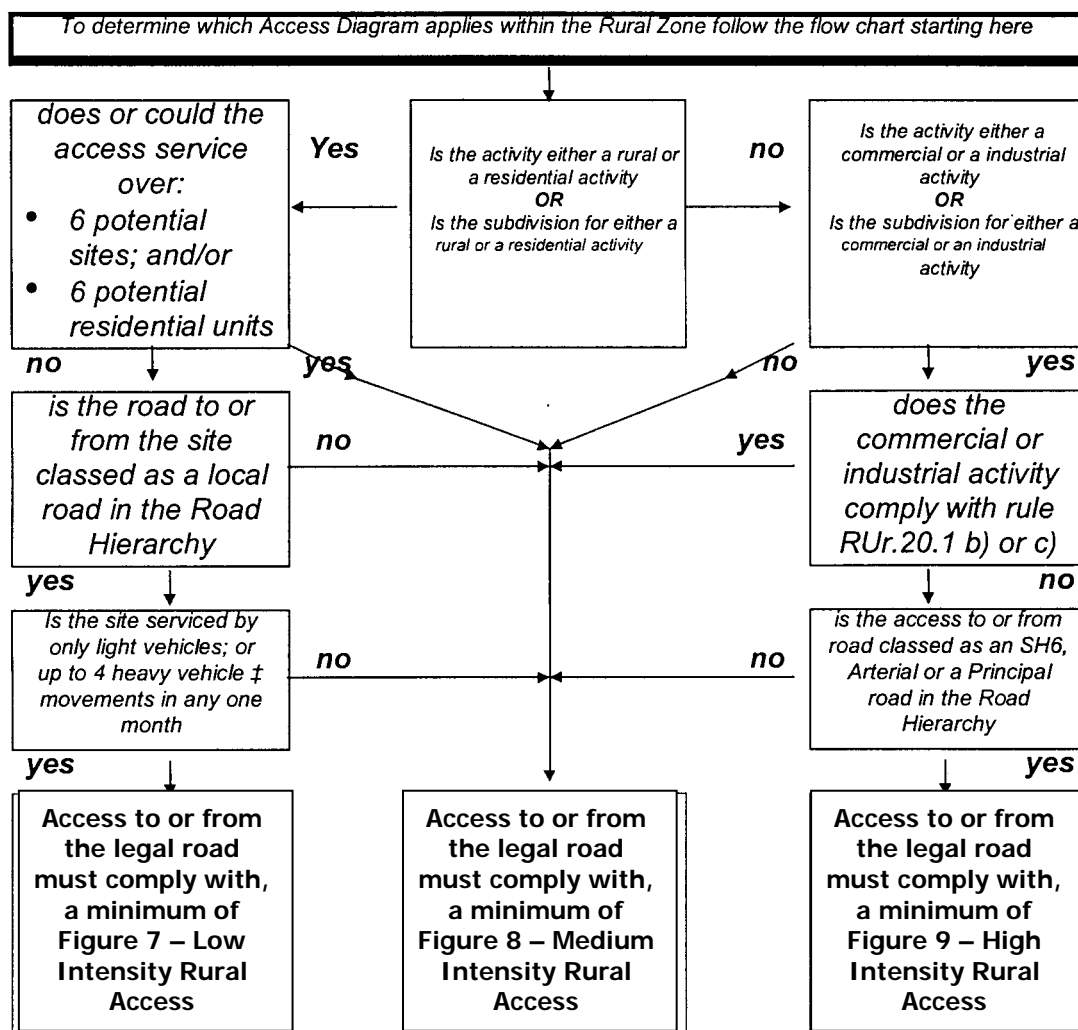 To determine which Access Diagram applies within the Rural Zone follow the flow chart starting here
does or could the
access service
over:
• 6 potential
sites; and/or
• 6 potential
residential units
Yes
Is the activity either a rural or
a residential activity
OR
Is the subdivision for either a
rural or a residential activity
no
Is the activity either a
commercial or a industrial
activity
OR
Is the subdivision for either a
commercial or an industrial
activity
no
yes
no
yes
is the road to or
from the site
classed as a local
road in the Road
Hierarchy
no
yes
does the
commercial or
industrial activity
comply with rule
RUr.20.1 b) or c)
yes
no
Is the site serviced by
only light vehicles; or
up to 4 heavy vehicle ‡
movements in any one
month
no
no
is the access to or from
road classed as an SH6,
Arterial or a Principal
road in the Road
Hierarchy
yes
yes
Access to or from
the legal road
must comply with,
a minimum of
Figure 7 – Low
Intensity Rural
Access
Access to or from
the legal road
must comply with,
a minimum of
Figure 8 – Medium
Intensity Rural
Access
Access to or from
the legal road
must comply with,
a minimum of
Figure 9 – High
Intensity Rural
Access